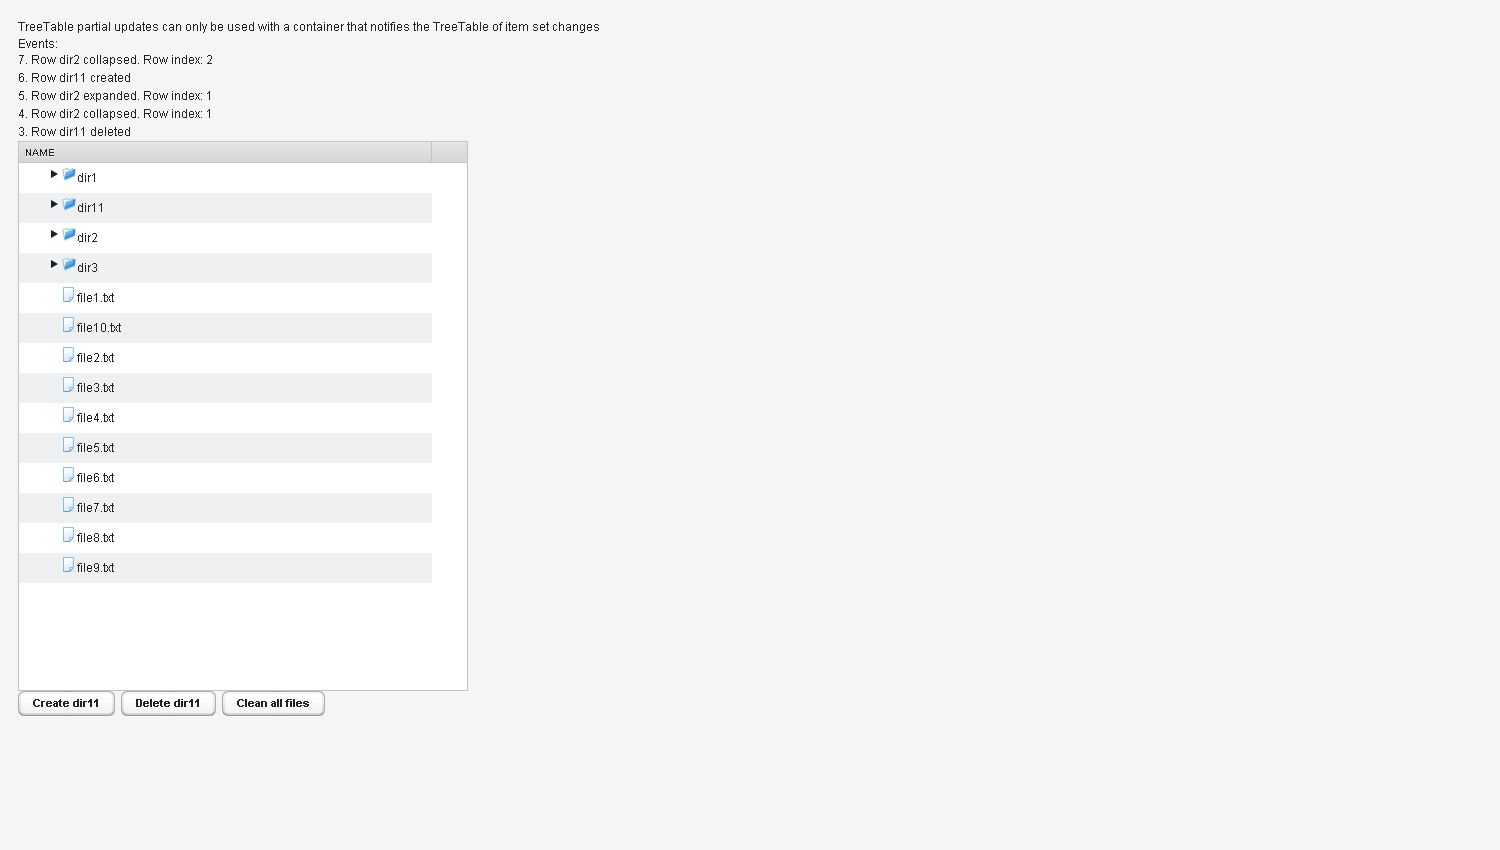 TreeTable partial updates can only be used with a container that notifies the TreeTable of item set changes
Events:
7. Row dir2 collapsed. Row index: 2
6. Row dir11 created
5. Row dir2 expanded. Row index: 1
4. Row dir2 collapsed. Row index: 1
3. Row dir11 deleted
NAME
dir1
dir11
dir2
dir3
file1.txt
file10.txt
file2.txt
file3.txt
file4.txt
file5.txt
file6.txt
file7.txt
file8.txt
file9.txt
Create dir11 Delete dir11 Clean all files